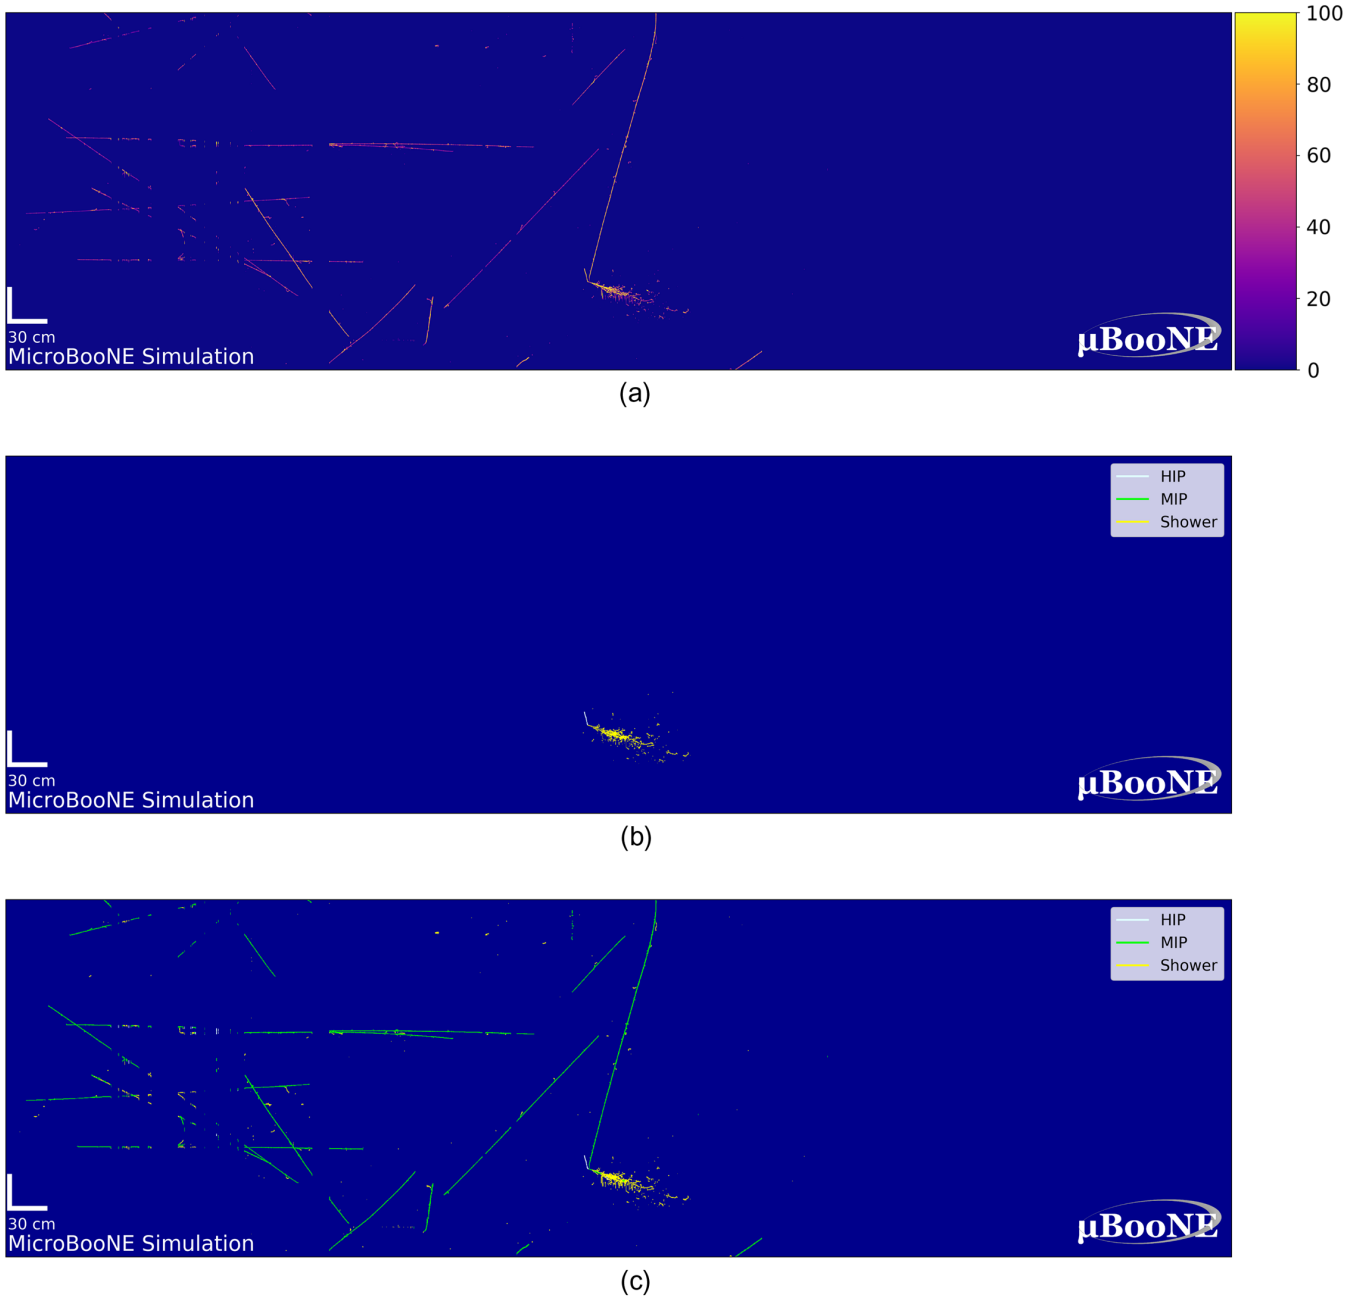 100
80
60
40
20
0
30 cm
MicroBooNE Simulation
µBooNE
(a)
HIP
MIP
Shower
30 cm
MicroBooNE Simulation
µBooNE
(b)
HIP
MIP
Shower
30 cm
MicroBooNE Simulation
µBooNE
(c)